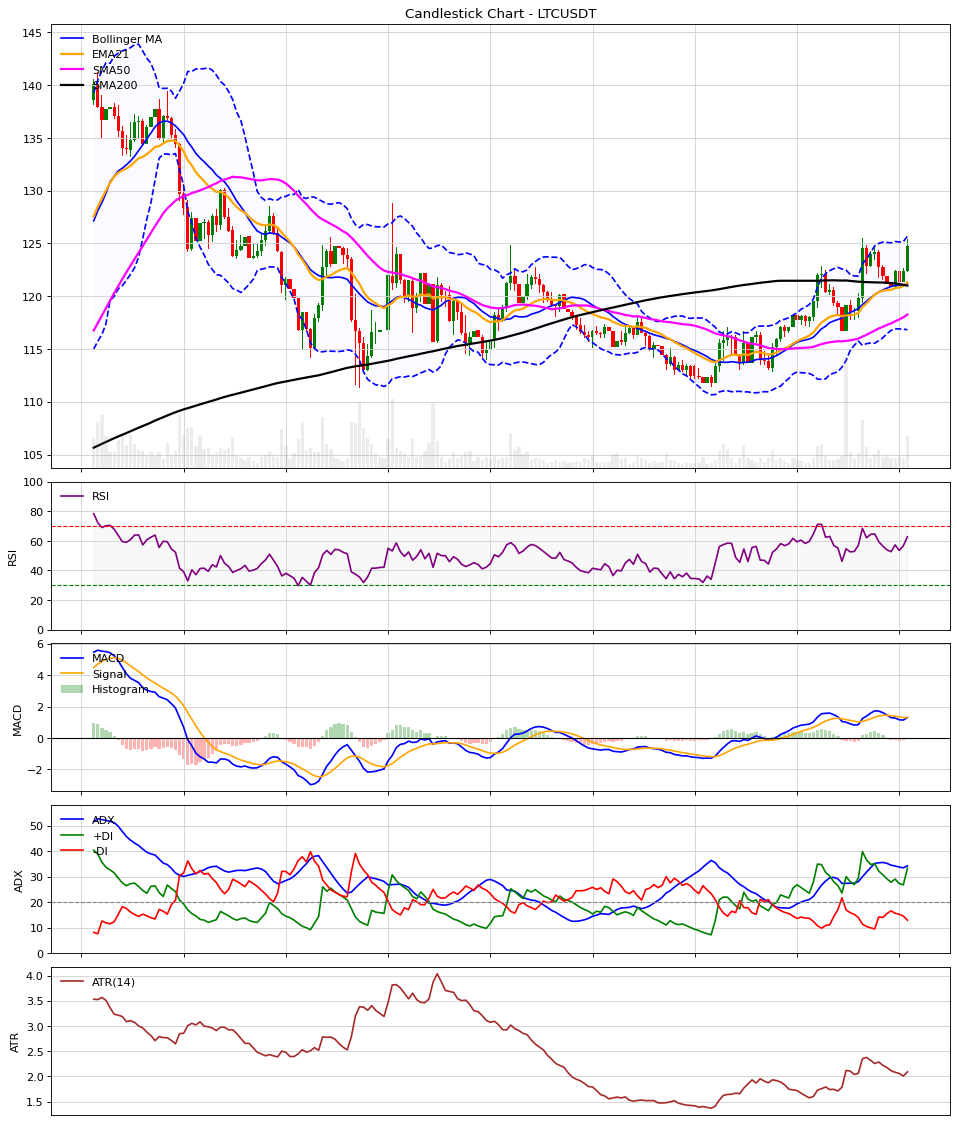 Candlestick Chart - LTCUSDT
145
140
135
130
125
120
115
110
105
Bollinger MA
EMA21
SMA50
SMA200
100
80
60
40
20
0
RSI
RSI
6
4
2
0
−2
MACD
MACD
Signal
Histogram
50
40
30
20
10
0
ADX
ADX
+DI
-DI
4.0
3.5
3.0
2.5
2.0
1.5
ATR
ATR(14)